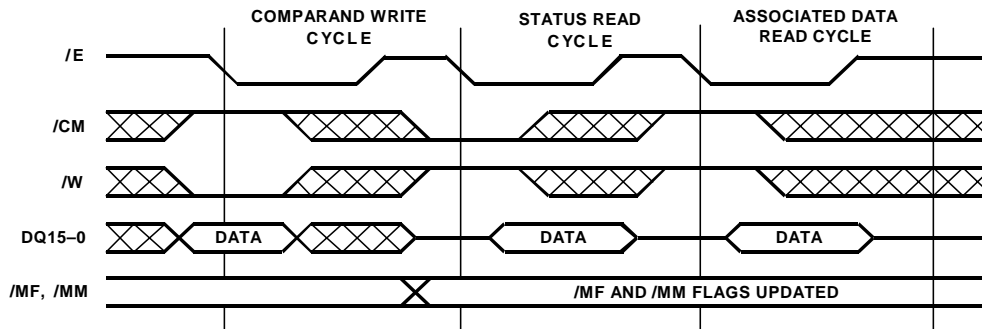 COMPARAND WRITE
CYCLE
STATUS READ
CYCLE
ASSOCIATED DATA
READ CYCLE
/E
/CM
/W
DQ15–0
DATA
DATA
DATA
/MF, /MM
/MF AND /MM FLAGS UPDATED